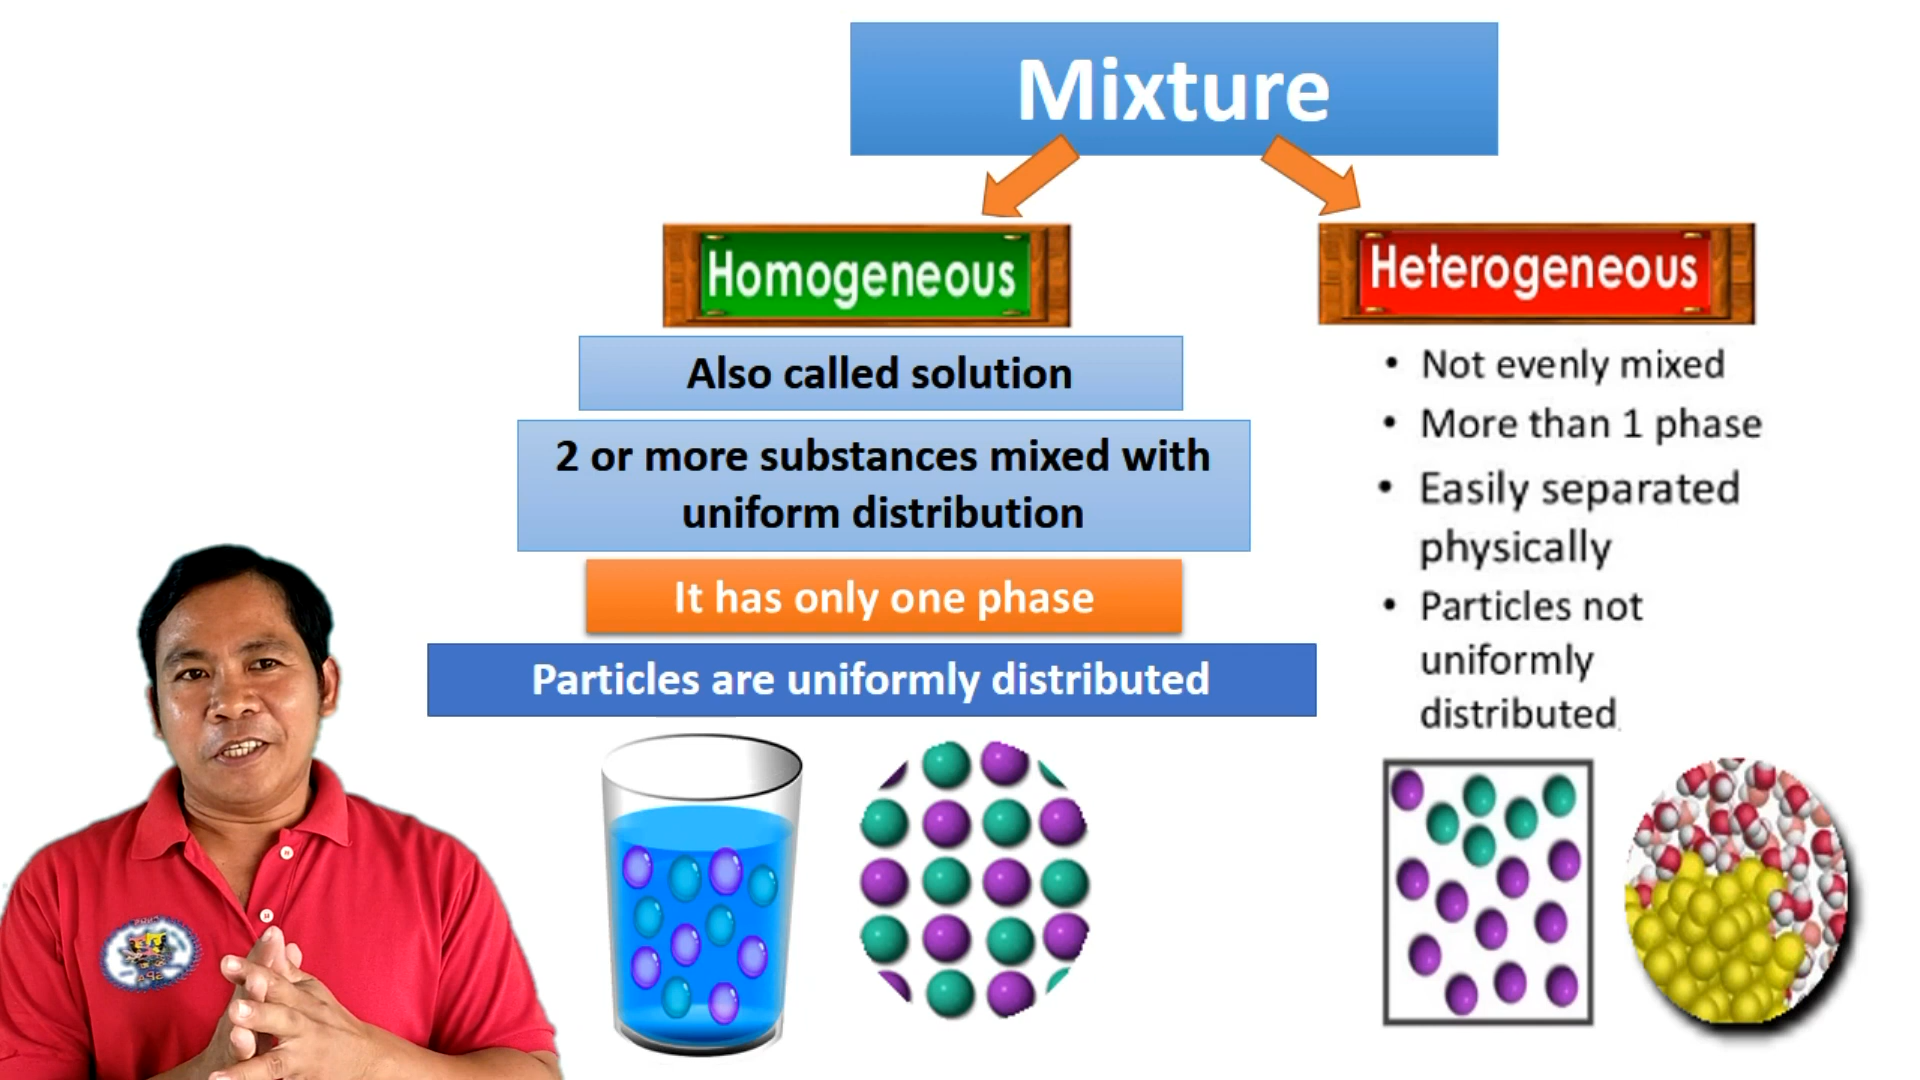 Mixture
Homogeneous
Also called solution
2 or more substances mixed with
uniform distribution
It has only one phase
Particles are uniformly distributed
Heterogeneous
• Not evenly mixed
• More than 1 phase
• Easily separated
physically
• Particles not
uniformly
distributed